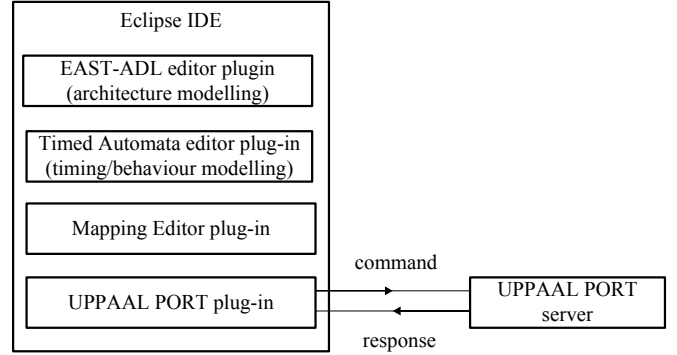 Eclipse IDE
EAST-ADL editor plugin
(architecture modelling)
Timed Automata editor plug-in
(timing/behaviour modelling)
Mapping Editor plug-in
UPPAAL PORT plug-in
command
response
UPPAAL PORT
server